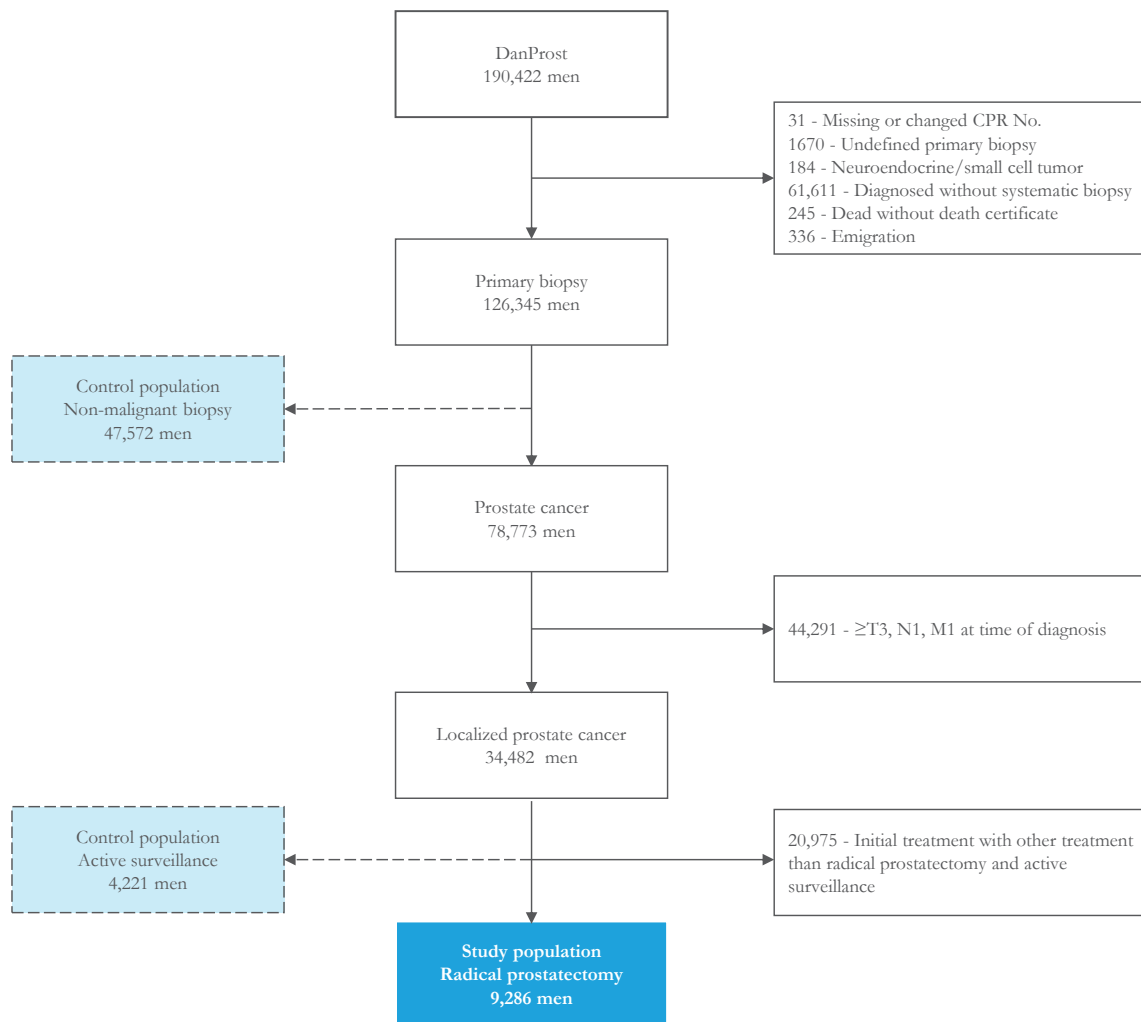 DanProst
190,422 men
31 - Missing or changed CPR No.
1670 - Undefined primary biopsy
184 - Neuroendocrine/small cell tumor
61,611 - Diagnosed without systematic biopsy
245 - Dead without death certificate
336 - Emigration
Primary biopsy
126,345 men
Control population
Non-malignant biopsy
47,572 men
Prostate cancer
78,773 men
44,291 - ≥T3, N1, M1 at time of diagnosis
Localized prostate cancer
34,482 men
Control population
Active surveillance
4,221 men
20,975 - Initial treatment with other treatment
than radical prostatectomy and active
surveillance
Study population
Radical prostatectomy
9,286 men